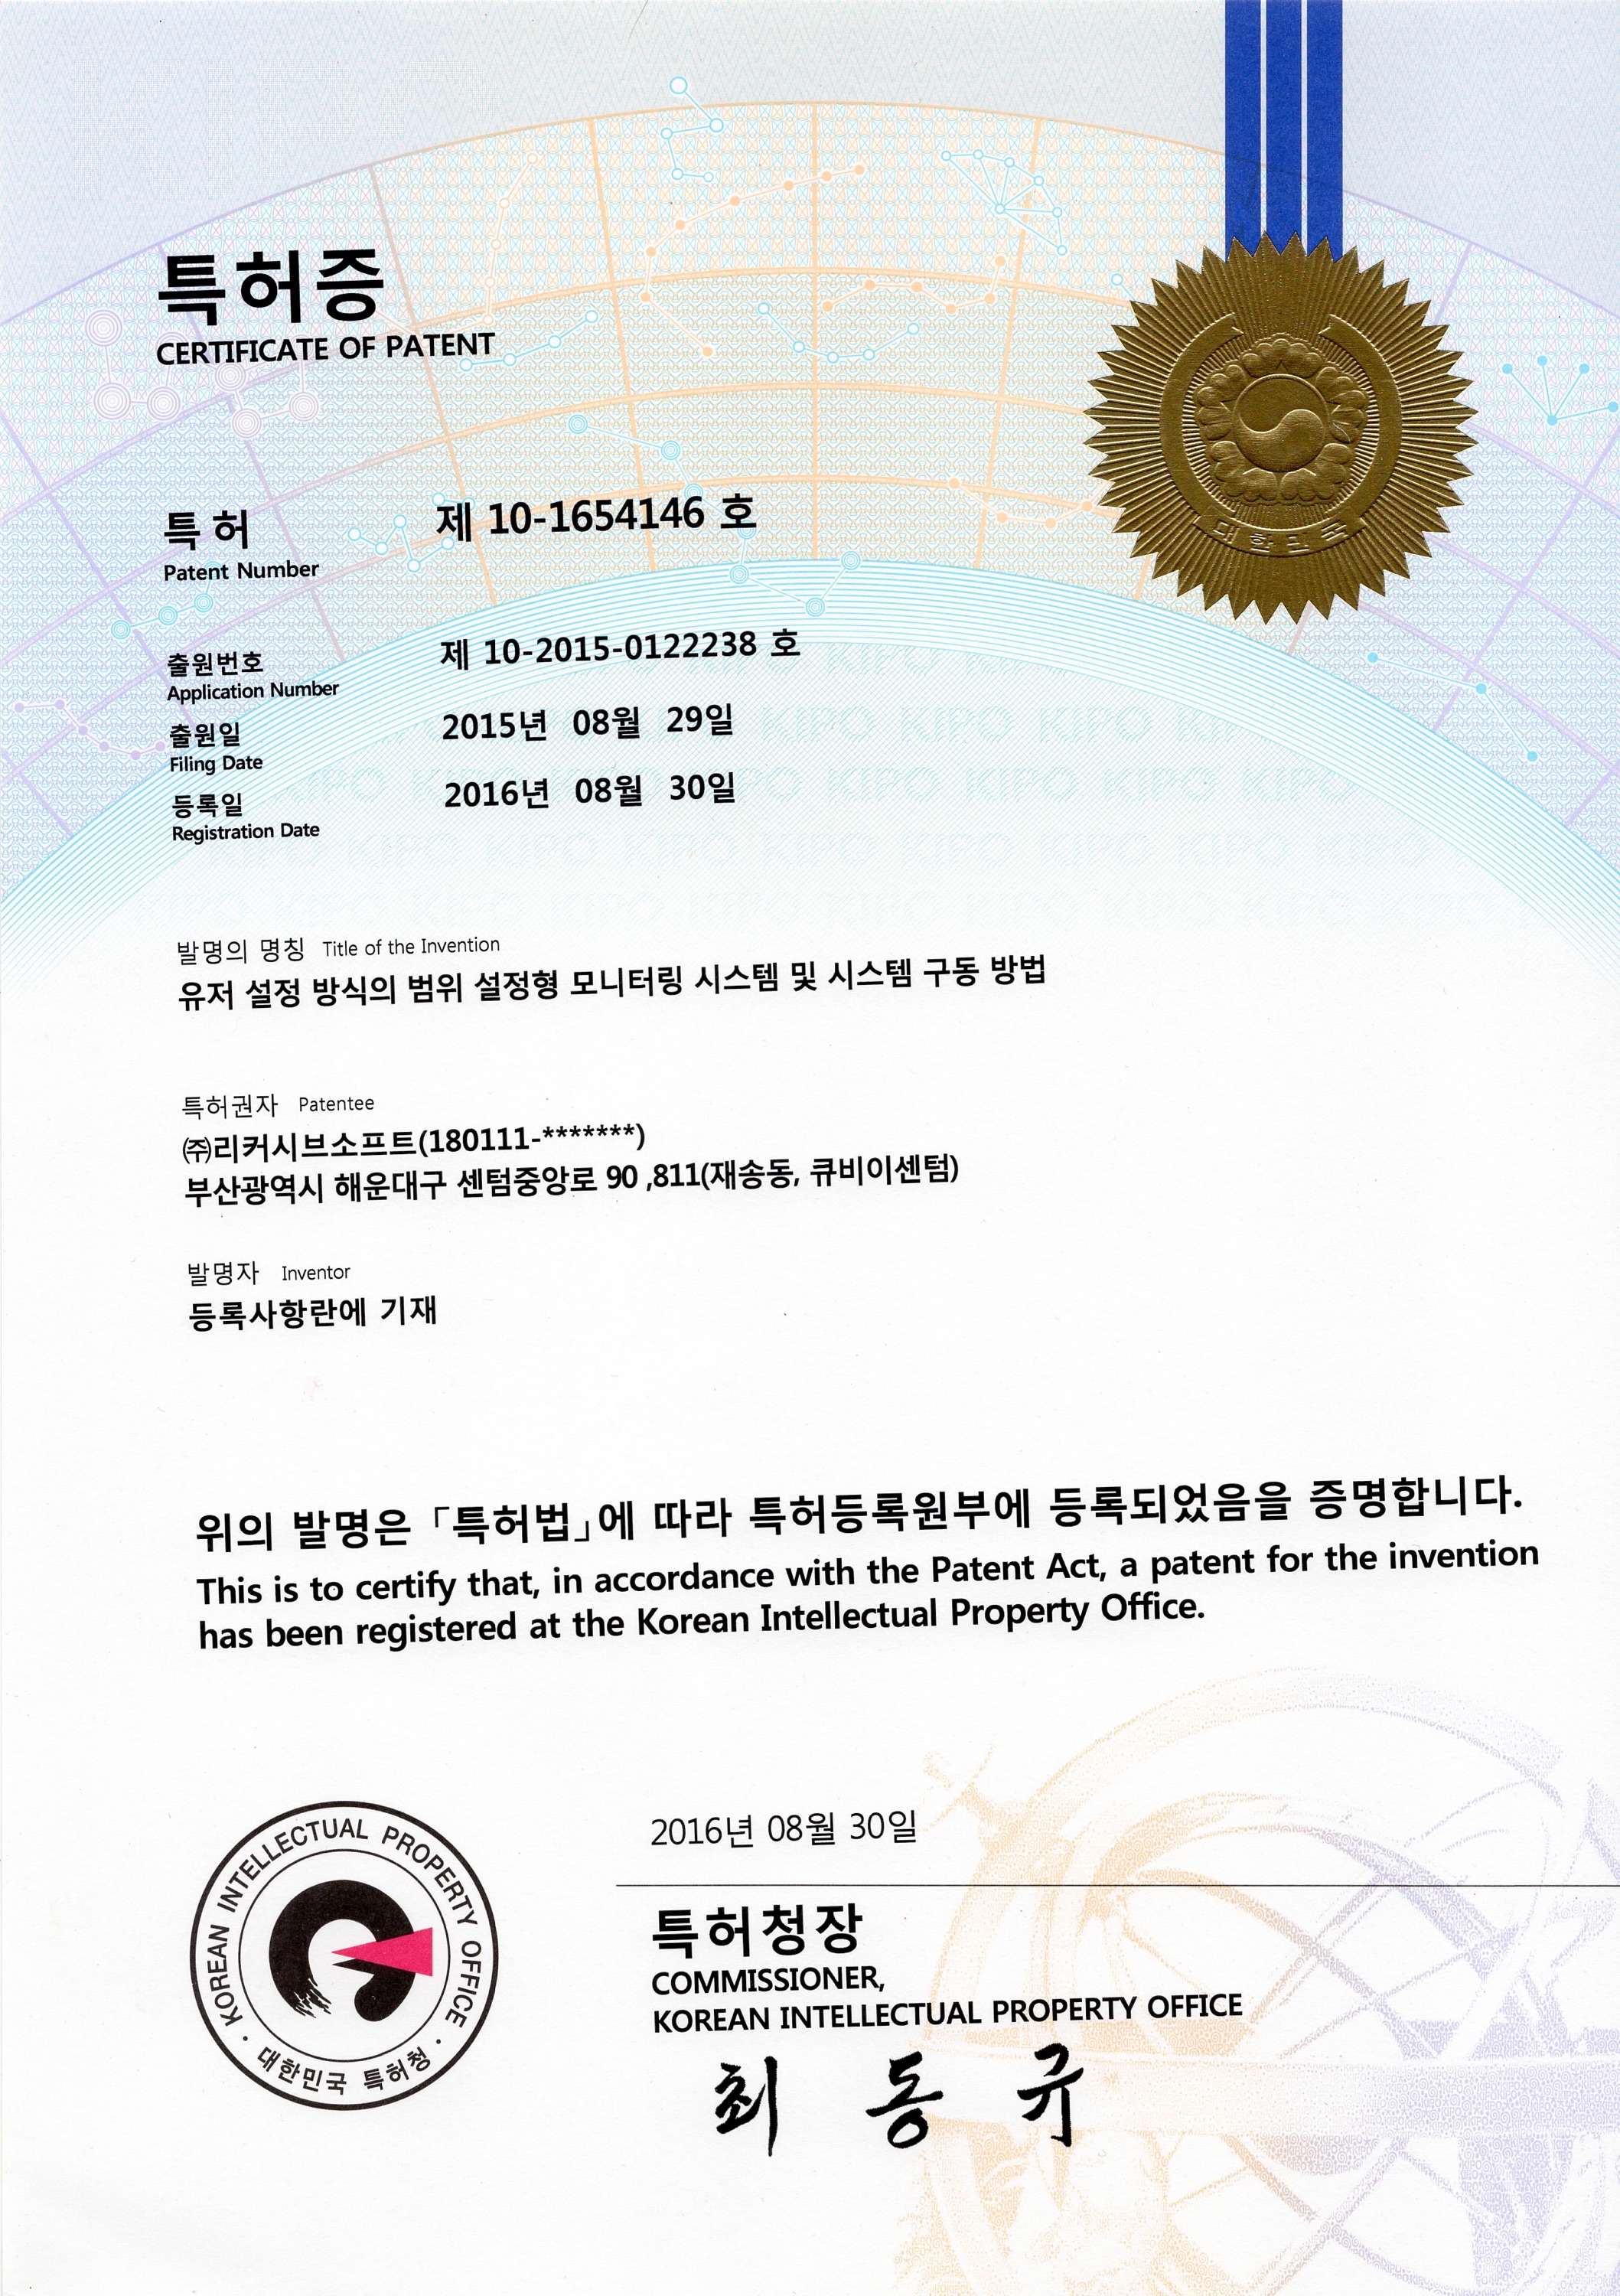 특허증
CERTIFICATE OF PATENT
대한민국
특 허
Patent Number
제 10-1654146 호
출원번호
Application Number
제 10-2015-0122238 호
출원일
Filing Date
2015년 08월 29일
등록일
Registration Date
2016년 08월 30일
발명의 명칭 Title of the Invention
유저 설정 방식의 범위 설정형 모니터링 시스템 및 시스템 구동 방법
특허권자 Patentee
㈜리커시브소프트(180111-*******)
부산광역시 해운대구 센텀중앙로 90 ,811(재송동, 큐비이센텀)
발명자 Inventor
등록사항란에 기재
위의 발명은 「특허법」에 따라 특허등록원부에 등록되었음을 증명합니다.
This is to certify that, in accordance with the Patent Act, a patent for the invention
has been registered at the Korean Intellectual Property Office.
2016년 08월 30일
특허청장
COMMISSIONER,
KOREAN INTELLECTUAL PROPERTY OFFICE
최 동 규
KOREAN INTELLECTUAL PROPERTY OFFICE
· 대한민국 특허청 ·